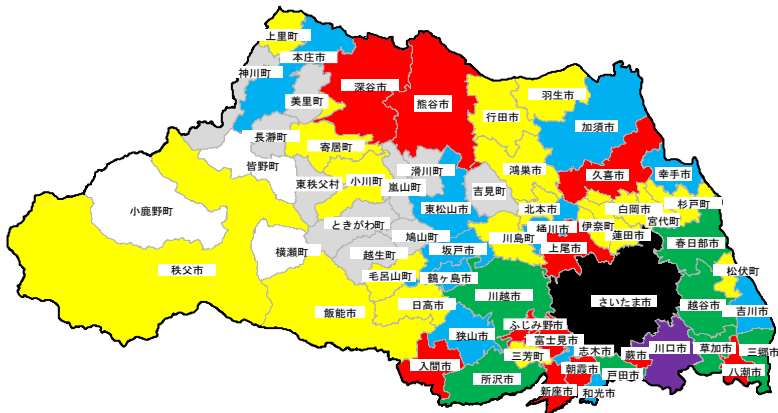 上里町
本庄市
神川町
美里町
深谷市
熊谷市
行田市
羽生市
加須市
長瀞町
皆野町
寄居町
東秩父村
小川町
嵐山町
滑川町
吉見町
鴻巣市
久喜市
幸手市
小鹿野町
ときがわ町
鳩山町
東松山市
北本市
桶川市
伊奈町
白岡市
宮代町
杉戸町
蓮田市
春日部市
秩父市
横瀬町
越生町
毛呂山町
坂戸市
鶴ヶ島市
川島町
上尾市
松伏町
飯能市
日高市
川越市
さいたま市
越谷市
吉川市
狭山市
ふじみ野市
富士見市
三芳町
志木市
蕨市
川口市
草加市
三郷市
入間市
所沢市
新座市
朝霞市
和光市
戸田市
八潮市